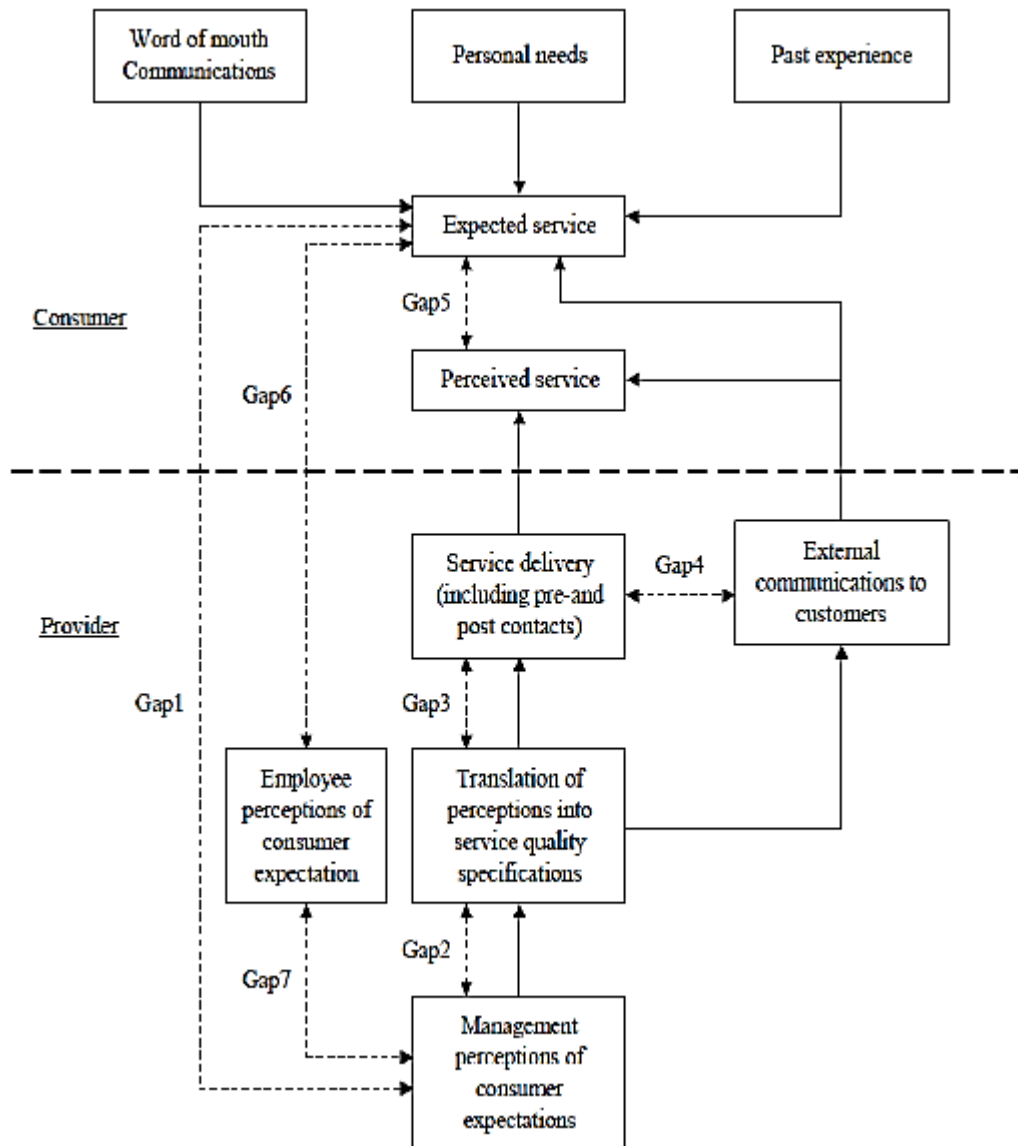 Word of mouth
Communications
Personal needs
Past experience
Expected service
Gap5
Consumer
Perceived service
Gap6
Service delivery
(including pre-and
post contacts)
Gap4
External
communications to
customers
Provider
Gap1
Gap3
Employee
perceptions of
consumer
expectation
Translation of
perceptions into
service quality
specifications
Gap2
Gap7
Management
perceptions of
consumer
expectations